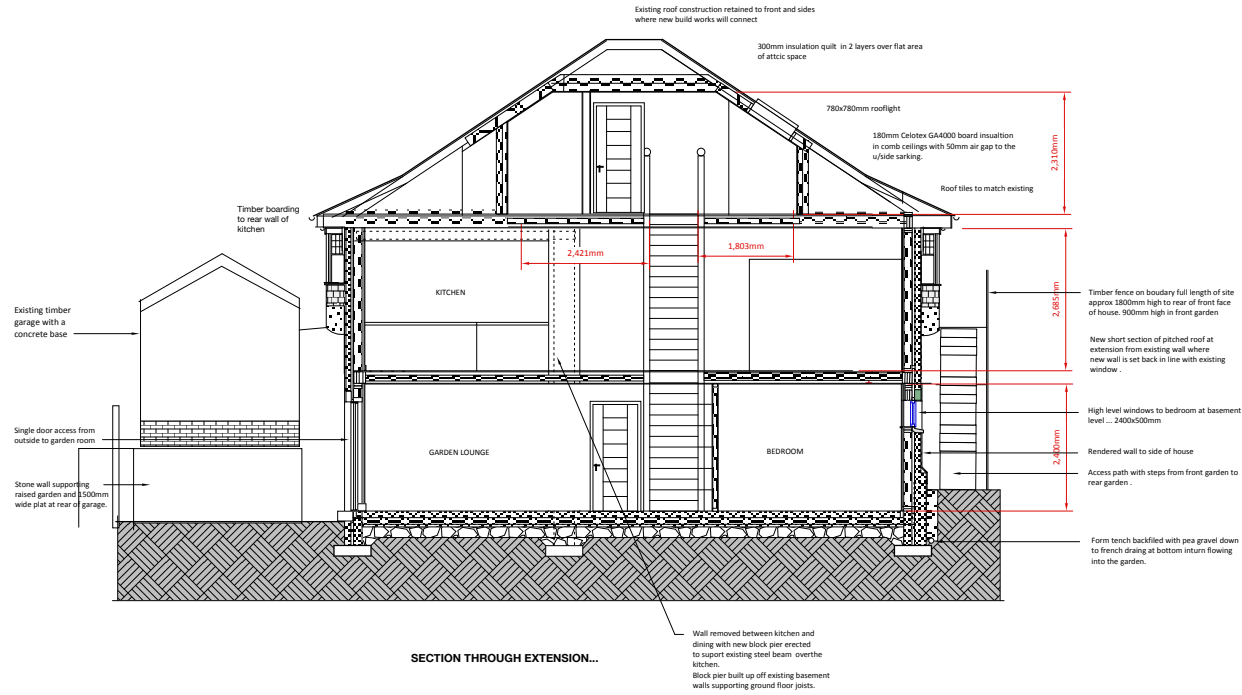 Existing roof construction retained to front and sides
where new build works will connect
300mm insulation quilt in 2 layers over flat area
of attcic space
780x780mm rooflight
180mm Celotex GA4000 board insualtion
in comb ceilings with 50mm air gap to the
u/side sarking.
2,310mm
Roof tiles to match existing
Timber boarding
to rear wall of
kitchen
2,421mm
1,803mm
KITCHEN
2,685mm
Timber fence on boudary full length of site
approx 1800mm high to rear of front face
of house. 900mm high in front garden
Existing timber
garage with a
concrete base
New short section of pitched roof at
extension from existing wall where
new wall is set back in line with existing
window .
High level windows to bedroom at basement
level ... 2400x500mm
Single door access from
outside to garden room
GARDEN LOUNGE
BEDROOM
2,400mm
Rendered wall to side of house
Access path with steps from front garden to
rear garden .
Stone wall supporting
raised garden and 1500mm
wide plat at rear of garage.
Form tench backfiled with pea gravel down
to french draing at bottom inturn flowing
into the garden.
Wall removed between kitchen and
dining with new block pier erected
to suport existing steel beam overthe
kitchen.
Block pier built up off existing basement
walls supporting ground floor joists.
SECTION THROUGH EXTENSION...